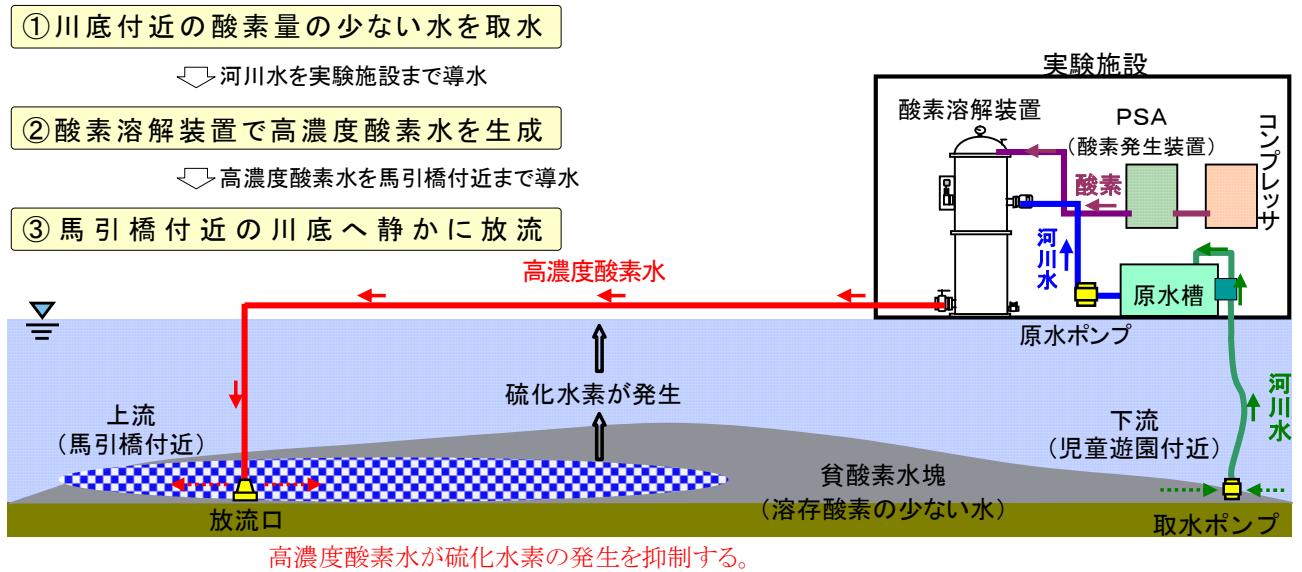 ①川底付近の酸素量の少ない水を取水
河川水を実験施設まで導水
②酸素溶解装置で高濃度酸素水を生成
高濃度酸素水を馬引橋付近まで導水
③馬引橋付近の川底へ静かに放流
実験施設
酸素溶解装置
PSA
（酸素発生装置）
コンプレッサ
酸素
河川水
原水槽
原水ポンプ
高濃度酸素水
硫化水素が発生
上流
（馬引橋付近）
下流
（児童遊園付近）
河川水
貧酸素水塊
（溶存酸素の少ない水）
放流口
取水ポンプ
高濃度酸素水が硫化水素の発生を抑制する。